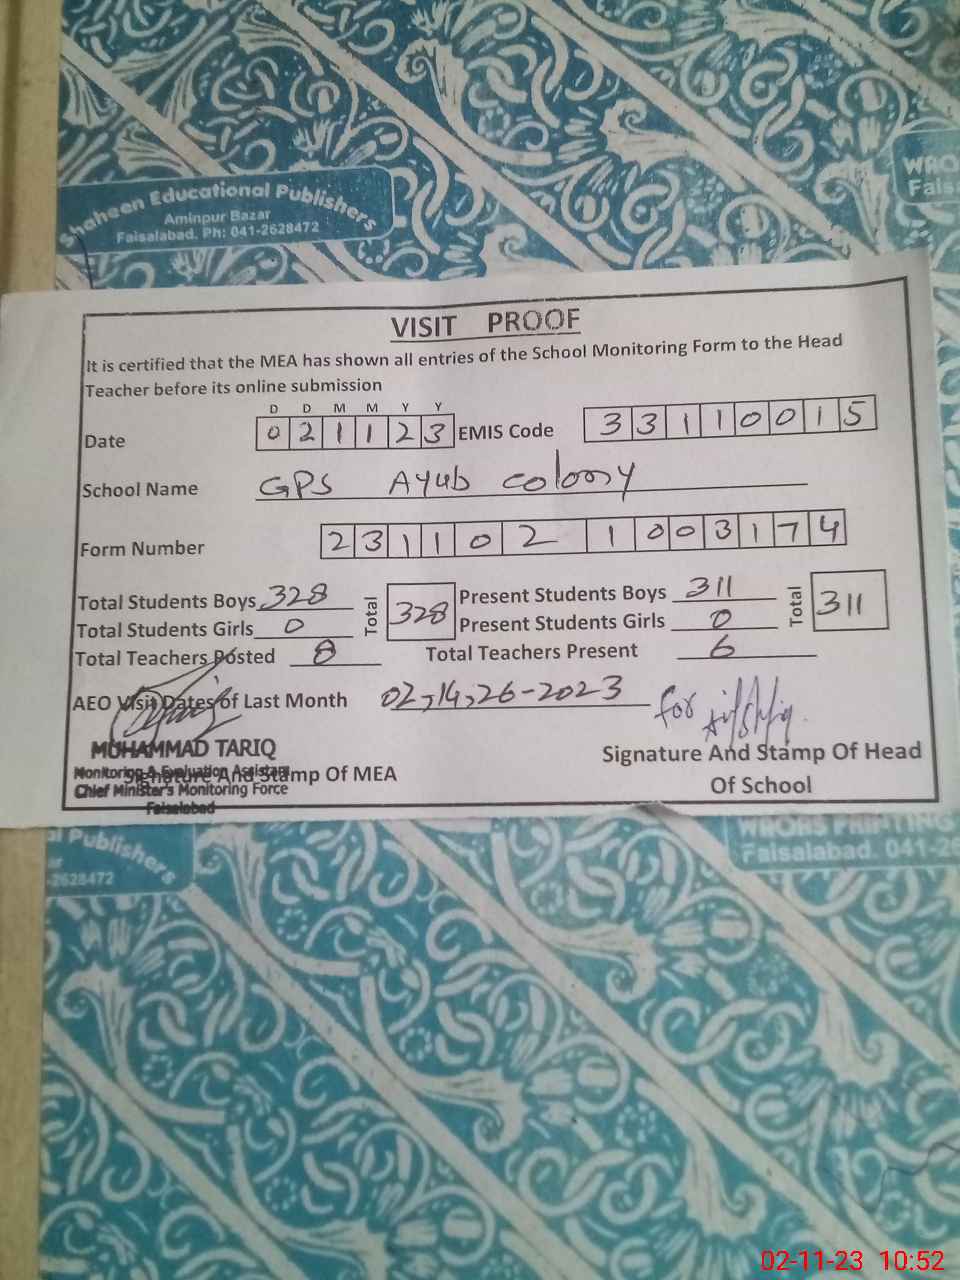 Shaheen Educational Publishers
Aminpur Bazar
Faisalabad. Ph: 041-2628472
WRO
Fais
VISIT PROOF
It is certified that the MEA has shown all entries of the School Monitoring Form to the Head
Teacher before its online submission
D D M M Y Y
Date 0 2 1 1 2 3 EMIS Code 3 3 1 1 0 0 1 5
School Name GPS Ayub colony
Form Number 2 3 1 1 0 2 1 0 0 3 1 7 4
Total Students Boys 328 Total 328 Present Students Boys 311 Total 311
Total Students Girls 0 Present Students Girls 0
Total Teachers Posted 8 Total Teachers Present 6
AEO Visit Dates of Last Month 02,14,26-2023 for
MUHAMMAD TARIQ
Monitoring & Evaluation Assistant
Signature And Stamp Of MEA
Chief Minister's Monitoring Force
Faisalabad
Signature And Stamp Of Head
Of School
al Publishers
-2628472
WRORS PRINTING
Faisalabad. 041-26
02-11-23 10:52